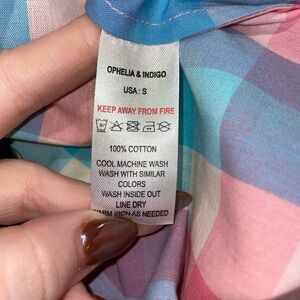 OPHELIA & INDIGO
USA : S
KEEP AWAY FROM FIRE
100% COTTON
COOL MACHINE WASH
WASH WITH SIMILAR
COLORS
WASH INSIDE OUT
LINE DRY
WARM IRON AS NEEDED